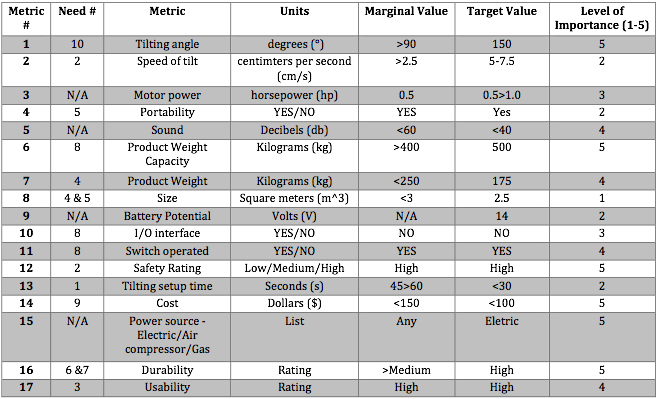 Metric # Need # Metric Units Marginal Value Target Value Level of Importance (1-5)
1 10 Tilting angle degrees (°) >90 150 5
2 2 Speed of tilt centimters per second (cm/s) >2.5 5-7.5 2
3 N/A Motor power horsepower (hp) 0.5 0.5>1.0 3
4 5 Portability YES/NO YES Yes 2
5 N/A Sound Decibels (db) <60 <40 4
6 8 Product Weight Capacity Kilograms (kg) >400 500 5
7 4 Product Weight Kilograms (kg) <250 175 4
8 4 & 5 Size Square meters (m^3) <3 2.5 1
9 N/A Battery Potential Volts (V) N/A 14 2
10 8 I/O interface YES/NO NO NO 3
11 8 Switch operated YES/NO YES YES 4
12 2 Safety Rating Low/Medium/High High High 5
13 1 Tilting setup time Seconds (s) 45>60 <30 2
14 9 Cost Dollars ($) <150 <100 5
15 N/A Power source - Electric/Air compressor/Gas List Any Eletric 5
16 6 &7 Durability Rating >Medium High 5
17 3 Usability Rating High High 4